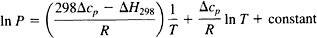 ln P = (298Δc_p − ΔH_298 / R) 1/T + Δc_p/R ln T + constant